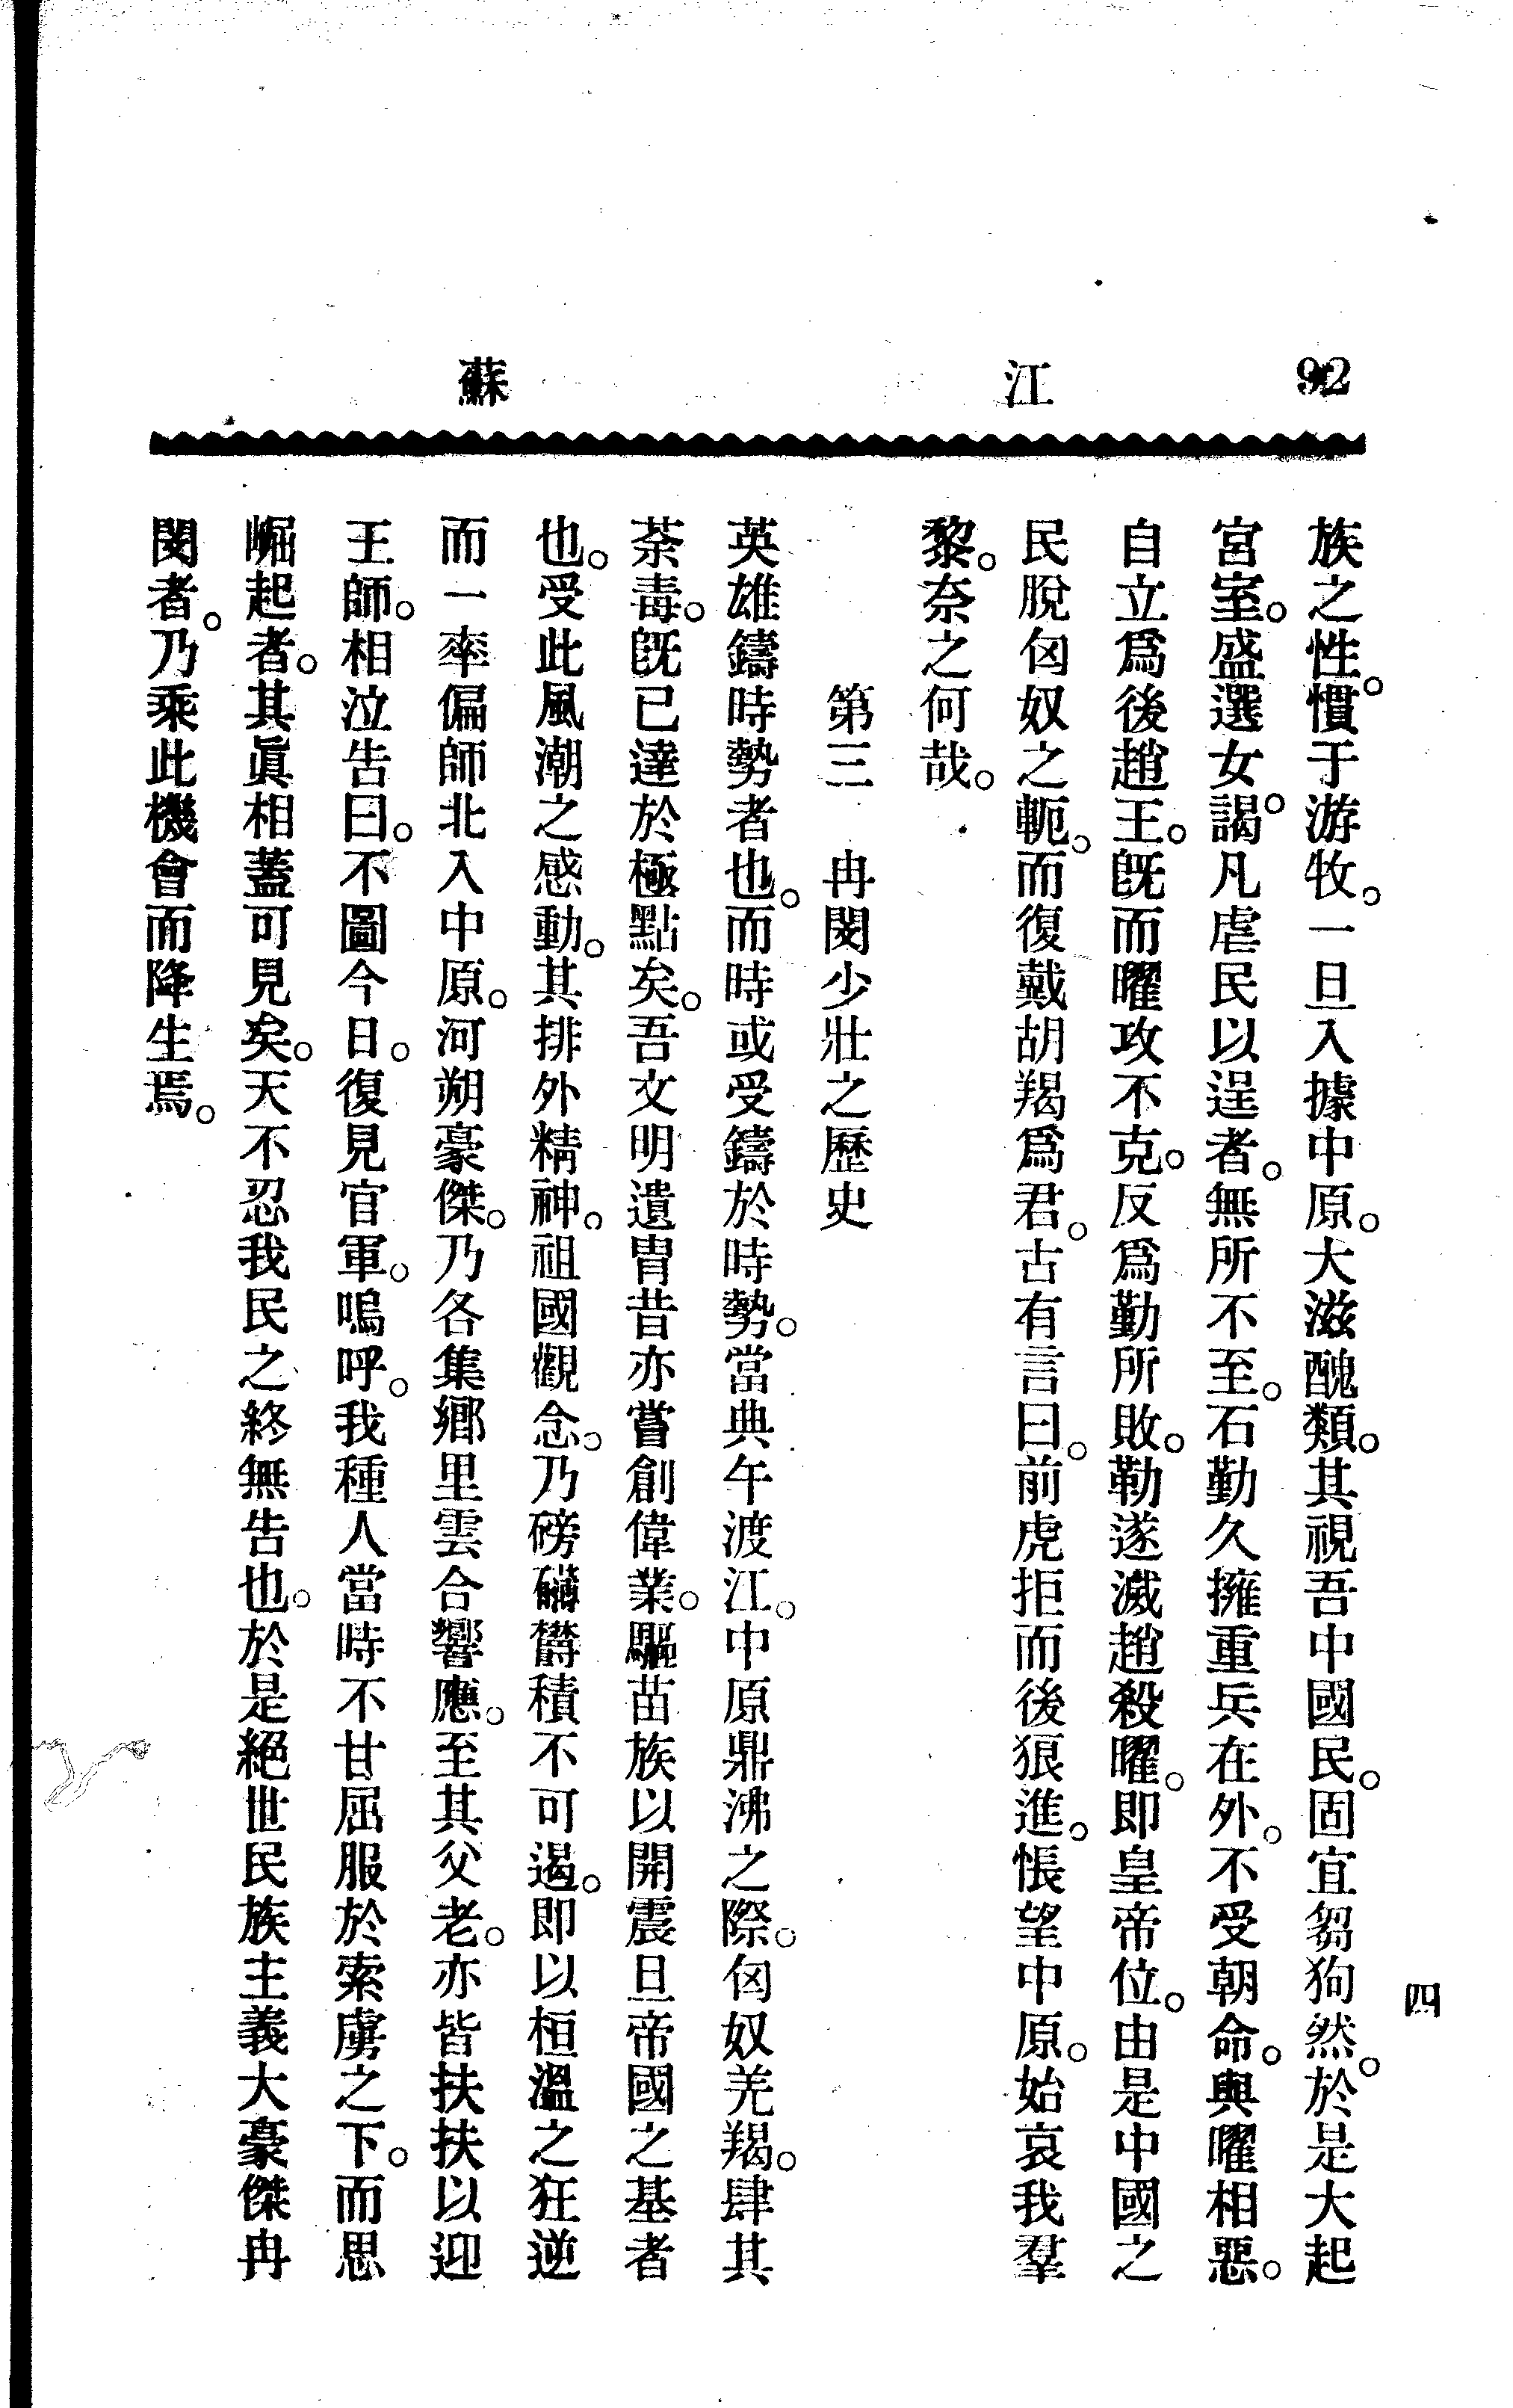 92 江 蘇
四
族之性。慣于游牧。一旦入據中原。大滋醜類。其視吾中國民。固宜芻狗然。於是大起
宮室。盛選女謁。凡虐民以逞者。無所不至。石勤久擁重兵在外。不受朝命。與曜相惡。
自立爲後趙王。旣而曜攻不克。反爲勤所敗。勒遂滅趙殺曜。即皇帝位。由是中國之
民脫匈奴之軛。而復戴胡羯爲君。古有言曰。前虎拒而後狼進。悵望中原。始哀我羣
黎。奈之何哉。
第三 冉閔少壯之歷史
英雄鑄時勢者也。而時或受鑄於時勢。當典午渡江。中原鼎沸之際。匈奴羌羯。肆其
荼毒。旣已達於極點矣。吾文明遺冑昔亦嘗創偉業。驅苗族以開震旦帝國之基者
也。受此風潮之感動。其排外精神。祖國觀念。乃磅礴欝積不可遏。即以桓溫之狂逆
而一率偏師北入中原。河朔豪傑。乃各集鄉里雲合響應。至其父老。亦皆扶扶以迎
王師。相泣告曰。不圖今日。復見官軍。嗚呼。我種人當時不甘屈服於索虜之下。而思
崛起者。其眞相蓋可見矣。天不忍我民之終無告也。於是絕世民族主義大豪傑冉
閔者。乃乘此機會而降生焉。